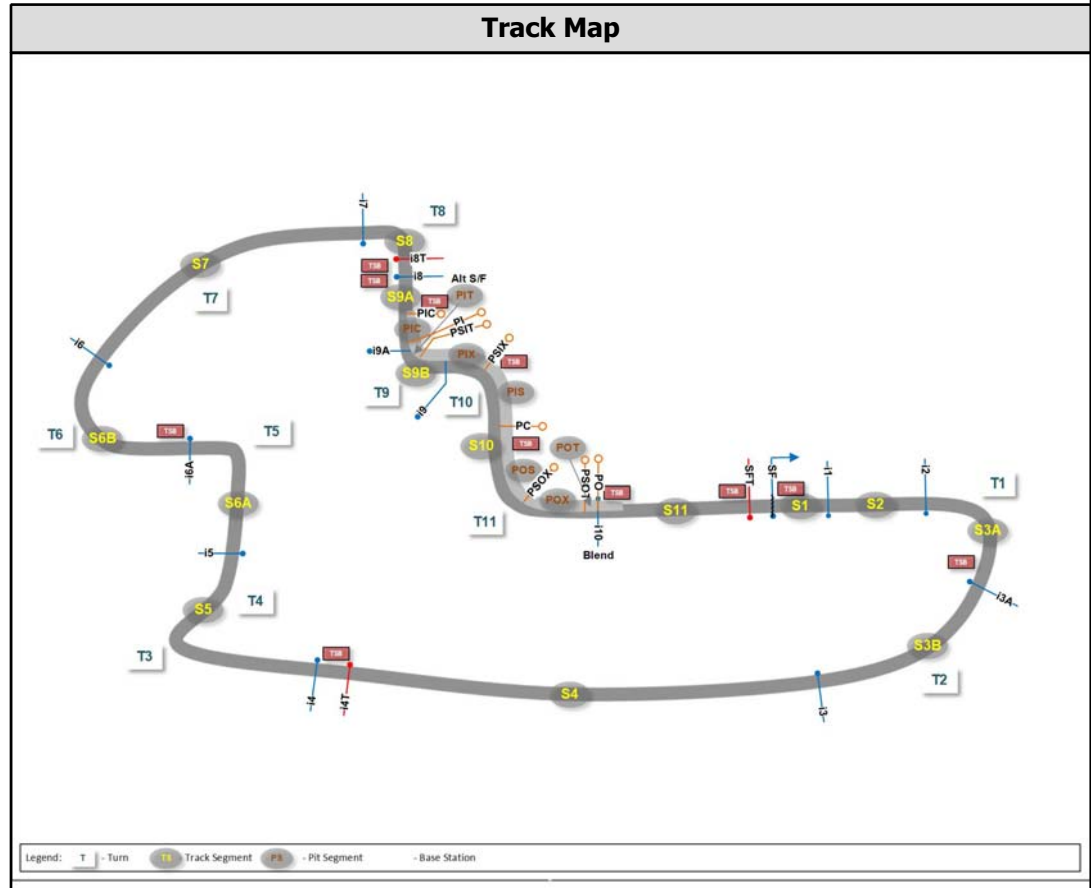 Track Map
i7
T8
S8
i8T
S7
TSB
i8
TSB
Alt S/F
S9A
TSB
PIT
T7
PIC
PI
PIC
PSIT
i6
i9A
PIX
PSIX
TSB
S9B
T9
T10
PIS
i9
T6
S6B
TSB
T5
PC
i6A
S10
TSB
POT
POS
PSOX
PSOT
PO
SFT
SF
i1
i2
T1
S6A
TSB
TSB
TSB
POX
S11
S1
S2
T11
i10
S3A
Blend
i5
TSB
i3A
S5
T4
T3
TSB
S3B
T2
i4
i4T
S4
i3
Legend: T - Turn TS Track Segment PS - Pit Segment - Base Station